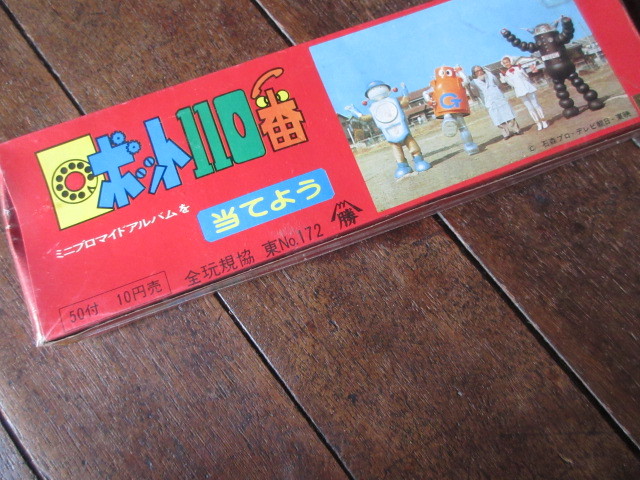 ロボット110番
ミニブロマイドアルバムを
当てよう
50付 10円売
全玩規協 東No.172
勝
G
©石森プロ・テレビ朝日・東映